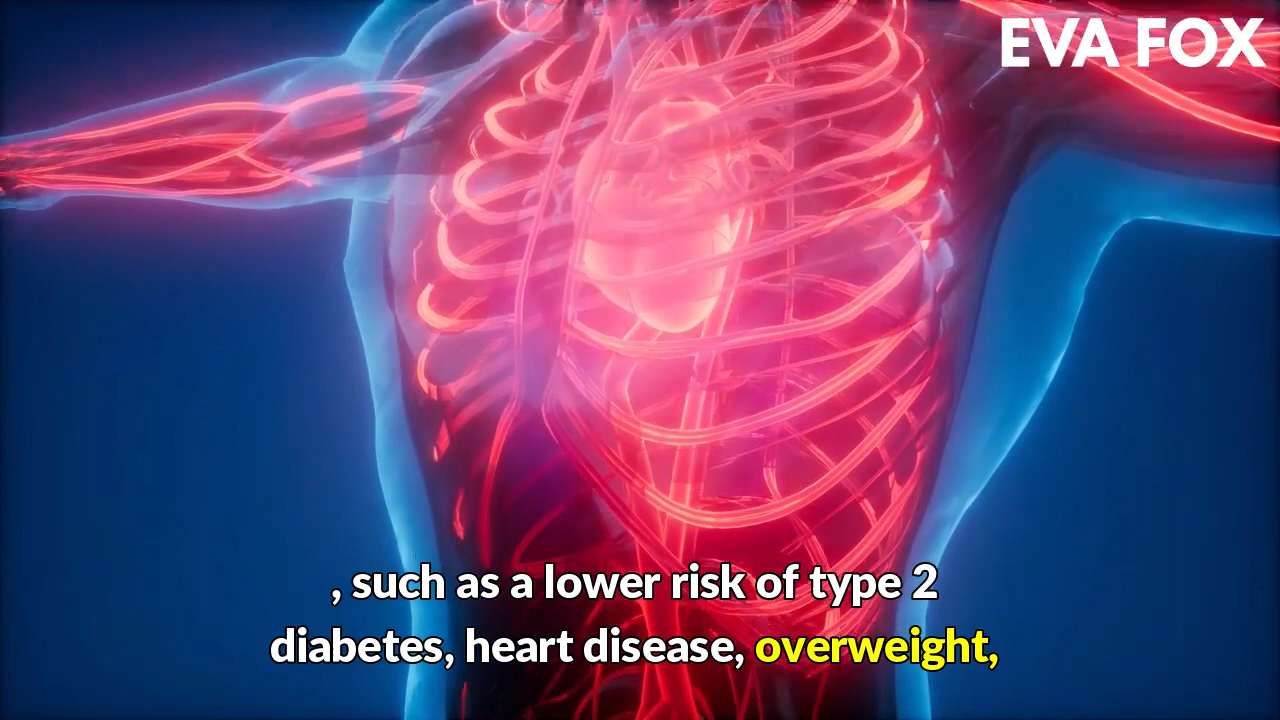 EVA FOX
, such as a lower risk of type 2
diabetes, heart disease, overweight,